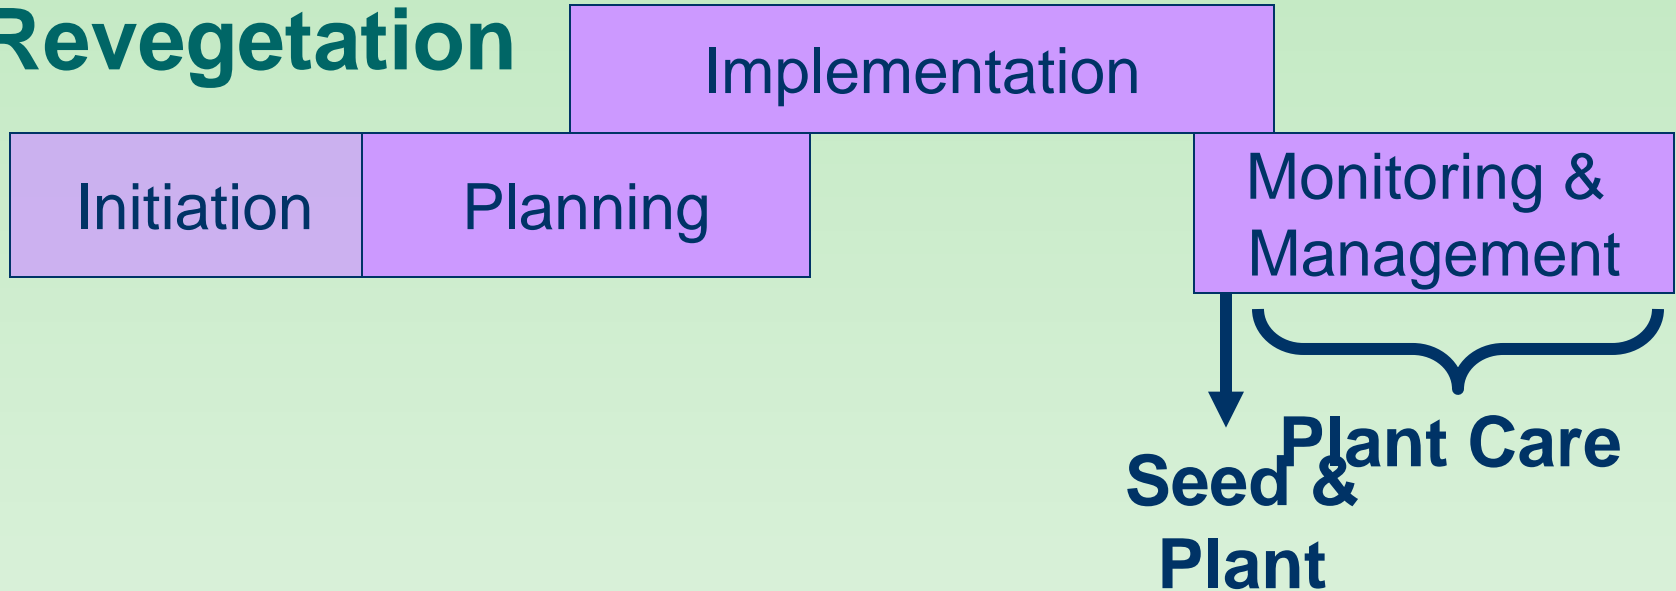 Revegetation
Implementation
Initiation
Planning
Monitoring &
Management
Plant Care
Seed &
Plant